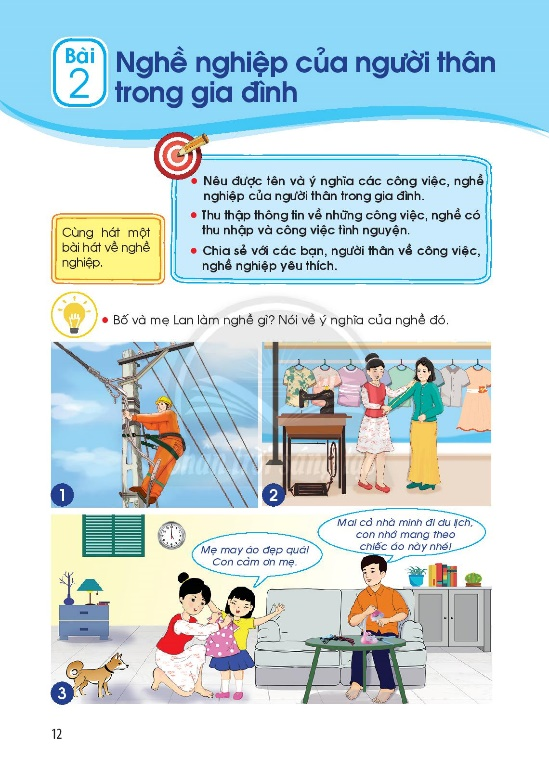 Bài
2
Nghề nghiệp của người thân
trong gia đình
• Nêu được tên và ý nghĩa các công việc, nghề
nghiệp của người thân trong gia đình.
• Thu thập thông tin về những công việc, nghề có
thu nhập và công việc tình nguyện.
• Chia sẻ với các bạn, người thân về công việc,
nghề nghiệp yêu thích.
Cùng hát một
bài hát về nghề
nghiệp.
• Bố và mẹ Lan làm nghề gì? Nói về ý nghĩa của nghề đó.
1
2
Mẹ may áo đẹp quá!
Con cảm ơn mẹ.
Mai cả nhà mình đi du lịch,
con nhớ mang theo
chiếc áo này nhé!
3
12